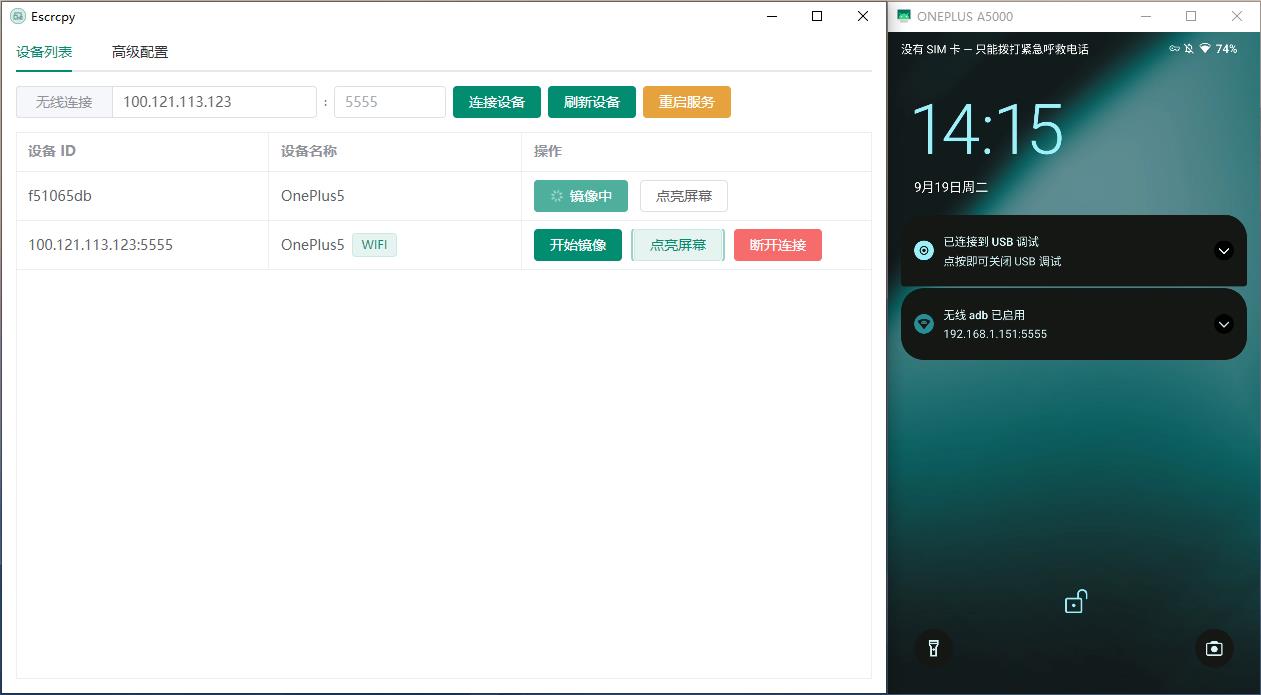 Escrcpy
设备列表 高级配置
无线连接 100.121.113.123 : 5555 连接设备 刷新设备 重启服务
设备 ID 设备名称 操作
f51065db OnePlus5 镜像中 点亮屏幕
100.121.113.123:5555 OnePlus5 WIFI 开始镜像 点亮屏幕 断开连接
ONEPLUS A5000
没有 SIM 卡 — 只能拨打紧急呼救电话 74%
14:15
9月19日周二
已连接到 USB 调试
点按即可关闭 USB 调试
无线 adb 已启用
192.168.1.151:5555